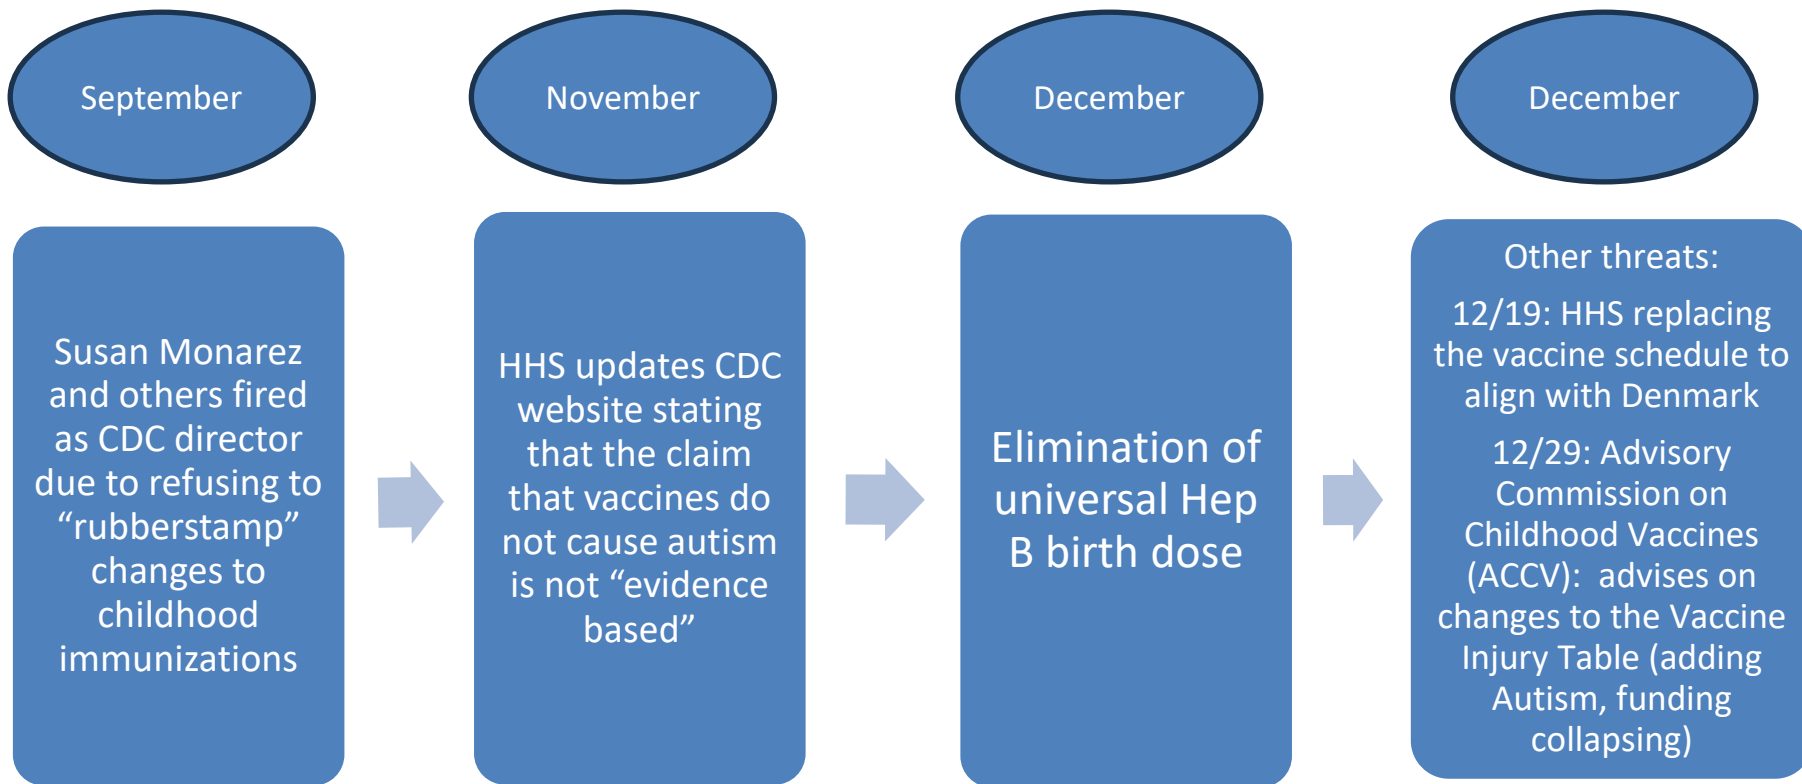 September
November
December
December
Susan Monarez
and others fired
as CDC director
due to refusing to
“rubberstamp”
changes to
childhood
immunizations
HHS updates CDC
website stating
that the claim
that vaccines do
not cause autism
is not “evidence
based”
Elimination of
universal Hep
B birth dose
Other threats:
12/19: HHS replacing
the vaccine schedule to
align with Denmark
12/29: Advisory
Commission on
Childhood Vaccines
(ACCV):  advises on
changes to the Vaccine
Injury Table (adding
Autism, funding
collapsing)